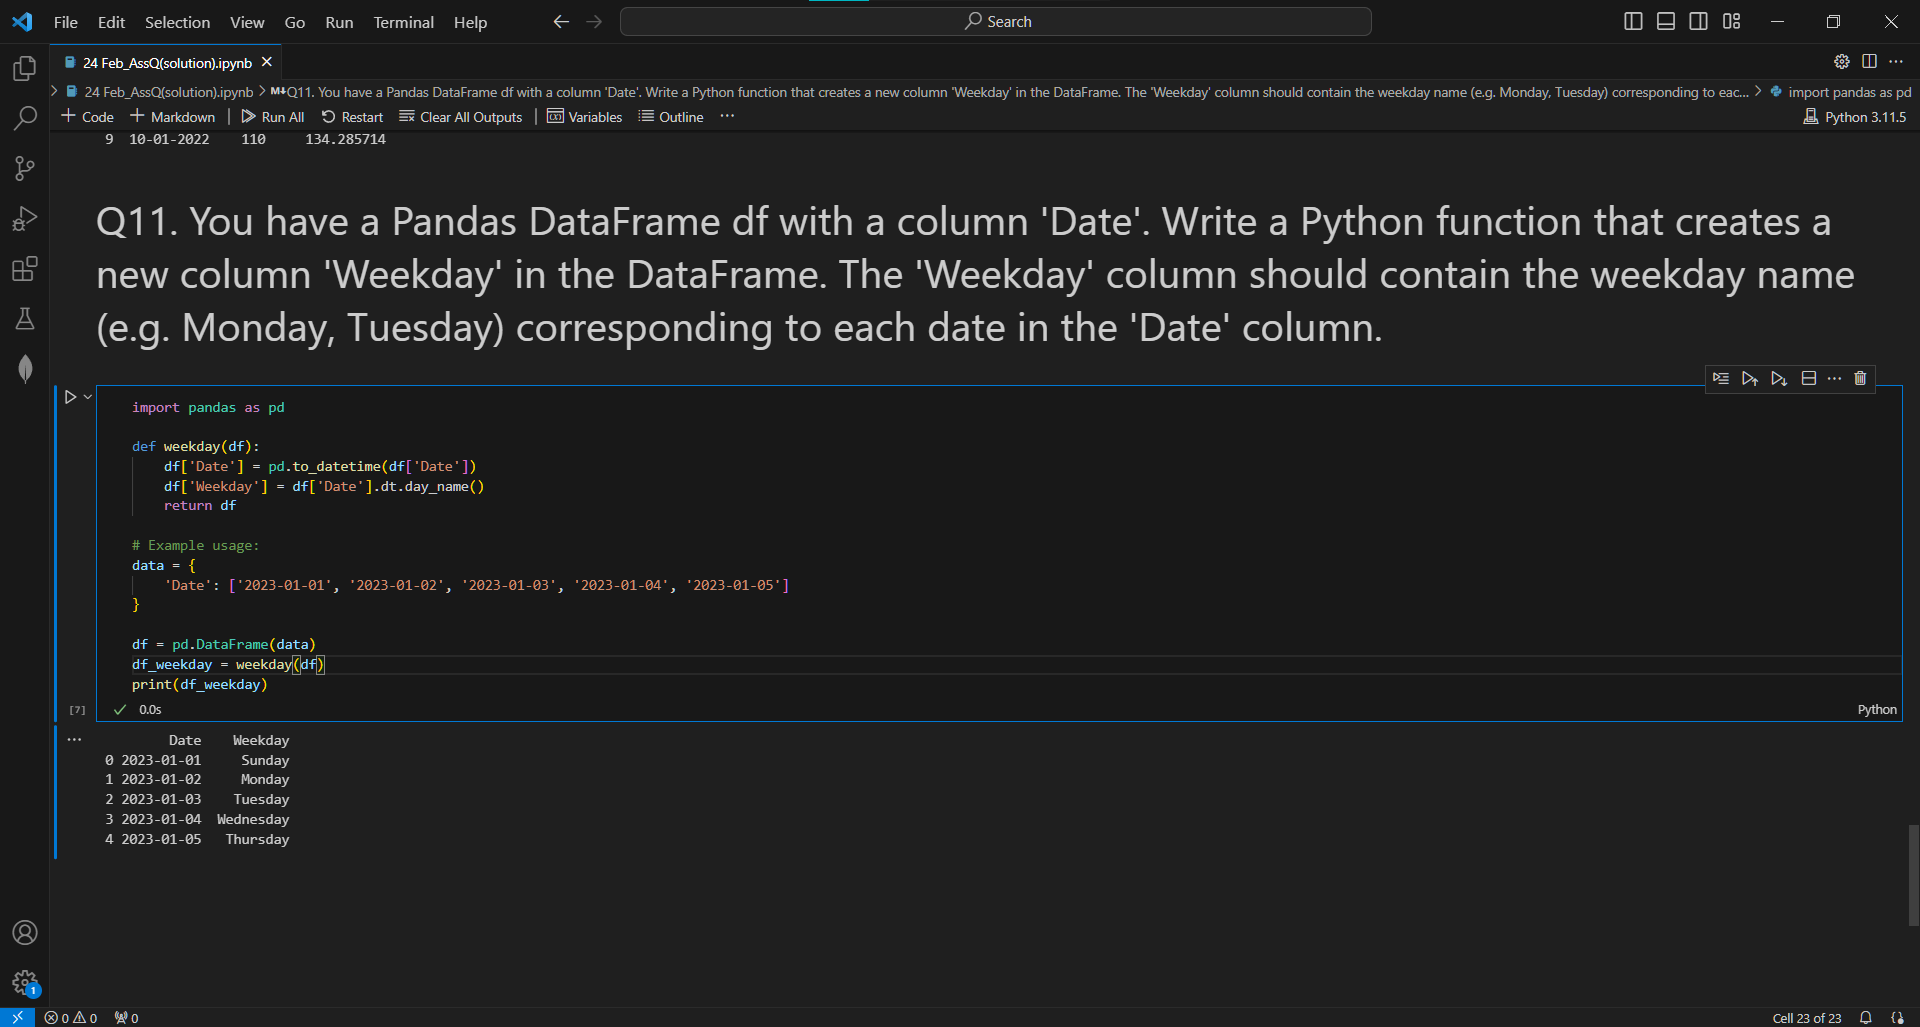 File Edit Selection View Go Run Terminal Help Search
24 Feb_AssQ(solution).ipynb
24 Feb_AssQ(solution).ipynb > M↓Q11. You have a Pandas DataFrame df with a column 'Date'. Write a Python function that creates a new column 'Weekday' in the DataFrame. The 'Weekday' column should contain the weekday name (e.g. Monday, Tuesday) corresponding to eac... > import pandas as pd
+ Code + Markdown | Run All Restart Clear All Outputs | Variables Outline ... Python 3.11.5
9 10-01-2022 110 134.285714
Q11. You have a Pandas DataFrame df with a column 'Date'. Write a Python function that creates a
new column 'Weekday' in the DataFrame. The 'Weekday' column should contain the weekday name
(e.g. Monday, Tuesday) corresponding to each date in the 'Date' column.
import pandas as pd
def weekday(df):
df['Date'] = pd.to_datetime(df['Date'])
df['Weekday'] = df['Date'].dt.day_name()
return df
# Example usage:
data = {
'Date': ['2023-01-01', '2023-01-02', '2023-01-03', '2023-01-04', '2023-01-05']
}
df = pd.DataFrame(data)
df_weekday = weekday(df)
print(df_weekday)
[7] ✓ 0.0s Python
... Date Weekday
0 2023-01-01 Sunday
1 2023-01-02 Monday
2 2023-01-03 Tuesday
3 2023-01-04 Wednesday
4 2023-01-05 Thursday
1
0 0 0 Cell 23 of 23